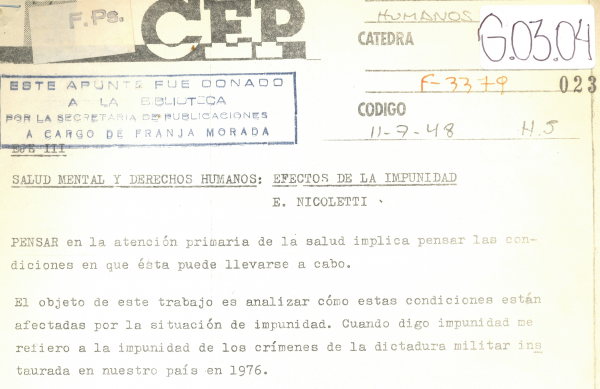 F.Ps.
CEP
HUMANOS
CATEDRA
G.03.04
F-3379
023
CODIGO
11-7-48 H.5
ESTE APUNTE FUE DONADO
A LA BIBLIOTECA
POR LA SECRETARIA DE PUBLICACIONES
A CARGO DE FRANJA MORADA
EJE III
SALUD MENTAL Y DERECHOS HUMANOS: EFECTOS DE LA IMPUNIDAD
E. NICOLETTI
PENSAR en la atención primaria de la salud implica pensar las con-
diciones en que ésta puede llevarse a cabo.
El objeto de este trabajo es analizar cómo estas condiciones están
afectadas por la situación de impunidad. Cuando digo impunidad me
refiero a la impunidad de los crímenes de la dictadura militar ins
taurada en nuestro país en 1976.